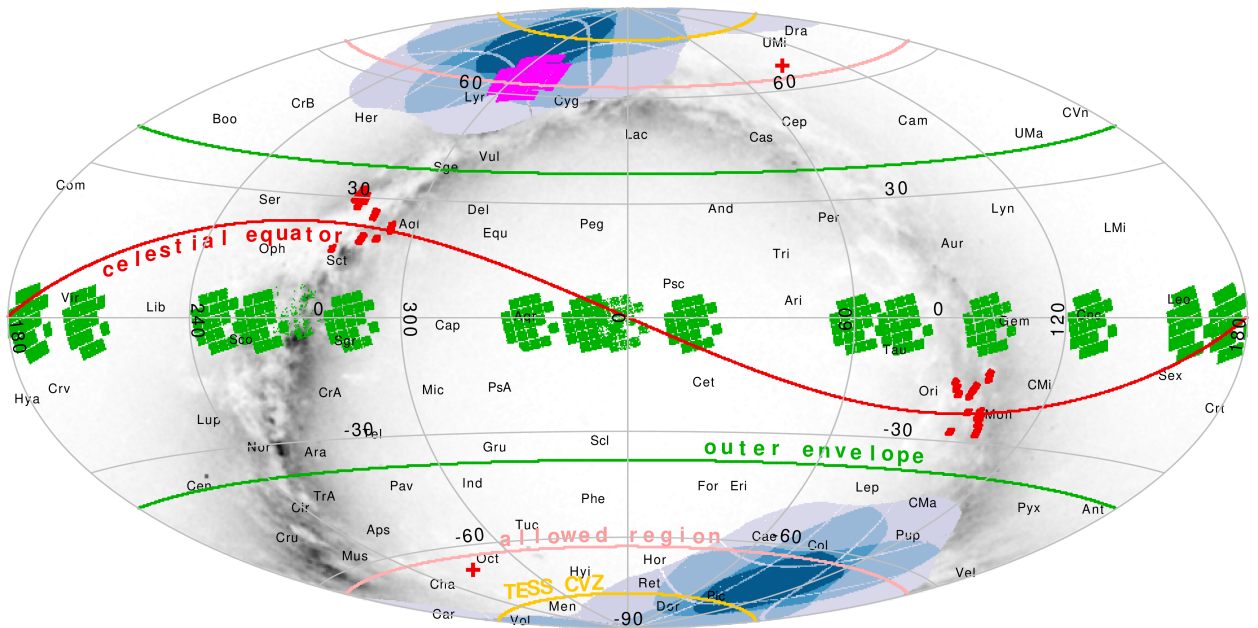 Dra
UMi
60
60
Lyr
Cyg
CrB
Her
Boo
Cep
Cam
CVn
UMa
Lac
Cas
Vul
Sge
Com
30
30
Ser
Del
And
Lyn
Aql
Equ
Peg
Per
LMi
celestial equator
Oph
Sct
Tri
Aur
Psc
Vir
Lib
240
0
300
Cap
Aqr
0
Ari
60
0
Gem
120
Cnc
Leo
180
180
Sco
Sgr
Tau
Crv
Hya
CrA
Mic
PsA
Cet
Ori
CMi
Sex
Crt
Mon
Lup
-30
Tel
-30
Nor
Ara
Gru
Scl
outer envelope
Cen
TrA
Pav
Ind
Phe
For
Eri
Lep
CMa
Pyx
Ant
Cir
Cru
Aps
Tuc
-60
allowed region
Cae
-60
Col
Pup
Mus
Oct
Hor
Cha
Hyi
Ret
Vel
TESS CVZ
Pic
Car
Vol
Men
Dor
-90